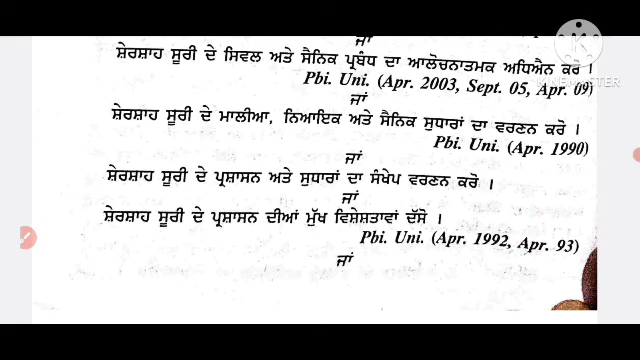 ਜਾਂ
ਸ਼ੇਰਸ਼ਾਹ ਸੂਰੀ ਦੇ ਸਿਵਲ ਅਤੇ ਸੈਨਿਕ ਪ੍ਰਬੰਧ ਦਾ ਆਲੋਚਨਾਤਮਕ ਅਧਿਐਨ ਕਰੋ ।
Pbi. Uni. (Apr. 2003, Sept. 05, Apr. 09)
ਜਾਂ
ਸ਼ੇਰਸ਼ਾਹ ਸੂਰੀ ਦੇ ਮਾਲੀਆ, ਨਿਆਇਕ ਅਤੇ ਸੈਨਿਕ ਸੁਧਾਰਾਂ ਦਾ ਵਰਣਨ ਕਰੋ ।
Pbi. Uni. (Apr. 1990)
ਜਾਂ
ਸ਼ੇਰਸ਼ਾਹ ਸੂਰੀ ਦੇ ਪ੍ਰਸ਼ਾਸਨ ਅਤੇ ਸੁਧਾਰਾਂ ਦਾ ਸੰਖੇਪ ਵਰਣਨ ਕਰੋ ।
ਜਾਂ
ਸ਼ੇਰਸ਼ਾਹ ਸੂਰੀ ਦੇ ਪ੍ਰਸ਼ਾਸਨ ਦੀਆਂ ਮੁੱਖ ਵਿਸ਼ੇਸ਼ਤਾਵਾਂ ਦੱਸੋ ।
Pbi. Uni. (Apr. 1992, Apr. 93)
ਜਾਂ
KINEMASTER